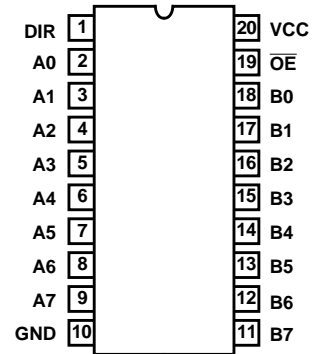 DIR 1 20 VCC
A0 2 19 O̅E̅
A1 3 18 B0
A2 4 17 B1
A3 5 16 B2
A4 6 15 B3
A5 7 14 B4
A6 8 13 B5
A7 9 12 B6
GND 10 11 B7